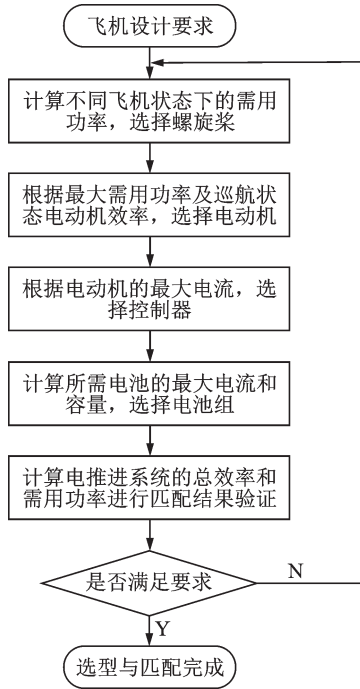 飞机设计要求
计算不同飞机状态下的需用
功率，选择螺旋桨
根据最大需用功率及巡航状
态电动机效率，选择电动机
根据电动机的最大电流，选
择控制器
计算所需电池的最大电流和
容量，选择电池组
计算电推进系统的总效率和
需用功率进行匹配结果验证
是否满足要求
N
Y
选型与匹配完成